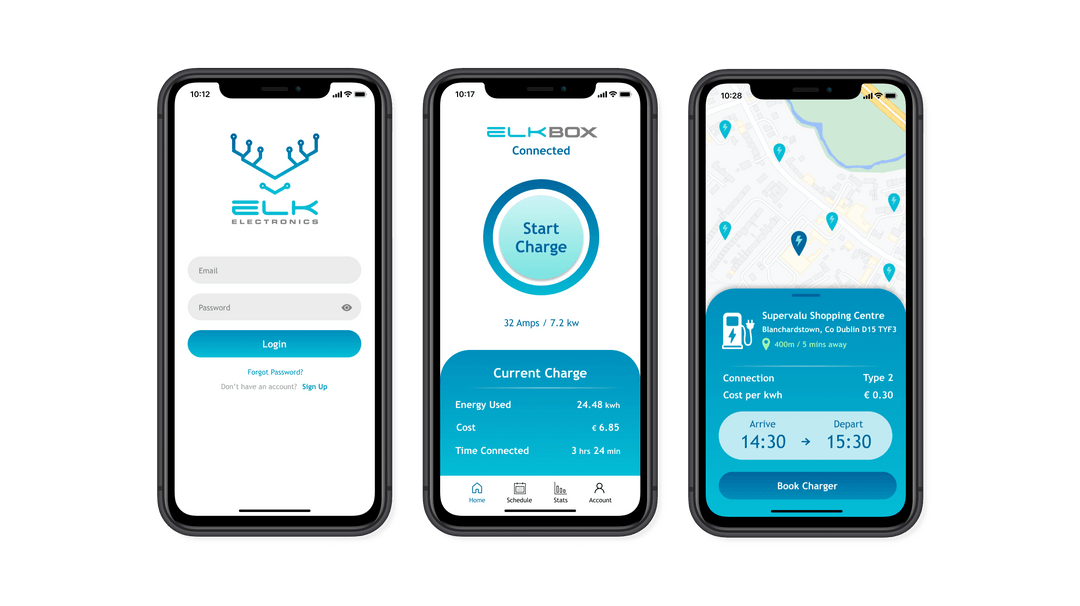 10:12
ELK
ELECTRONICS
Email
Password
Login
Forgot Password?
Don't have an account? Sign Up
10:17
ELKBOX
Connected
Start
Charge
32 Amps / 7.2 kw
Current Charge
Energy Used 24.48 kwh
Cost € 6.85
Time Connected 3 hrs 24 min
Home Schedule Stats Account
10:28
Supervalu Shopping Centre
Blanchardstown, Co Dublin D15 TYF3
400m / 5 mins away
Connection Type 2
Cost per kwh € 0.30
Arrive Depart
14:30 → 15:30
Book Charger